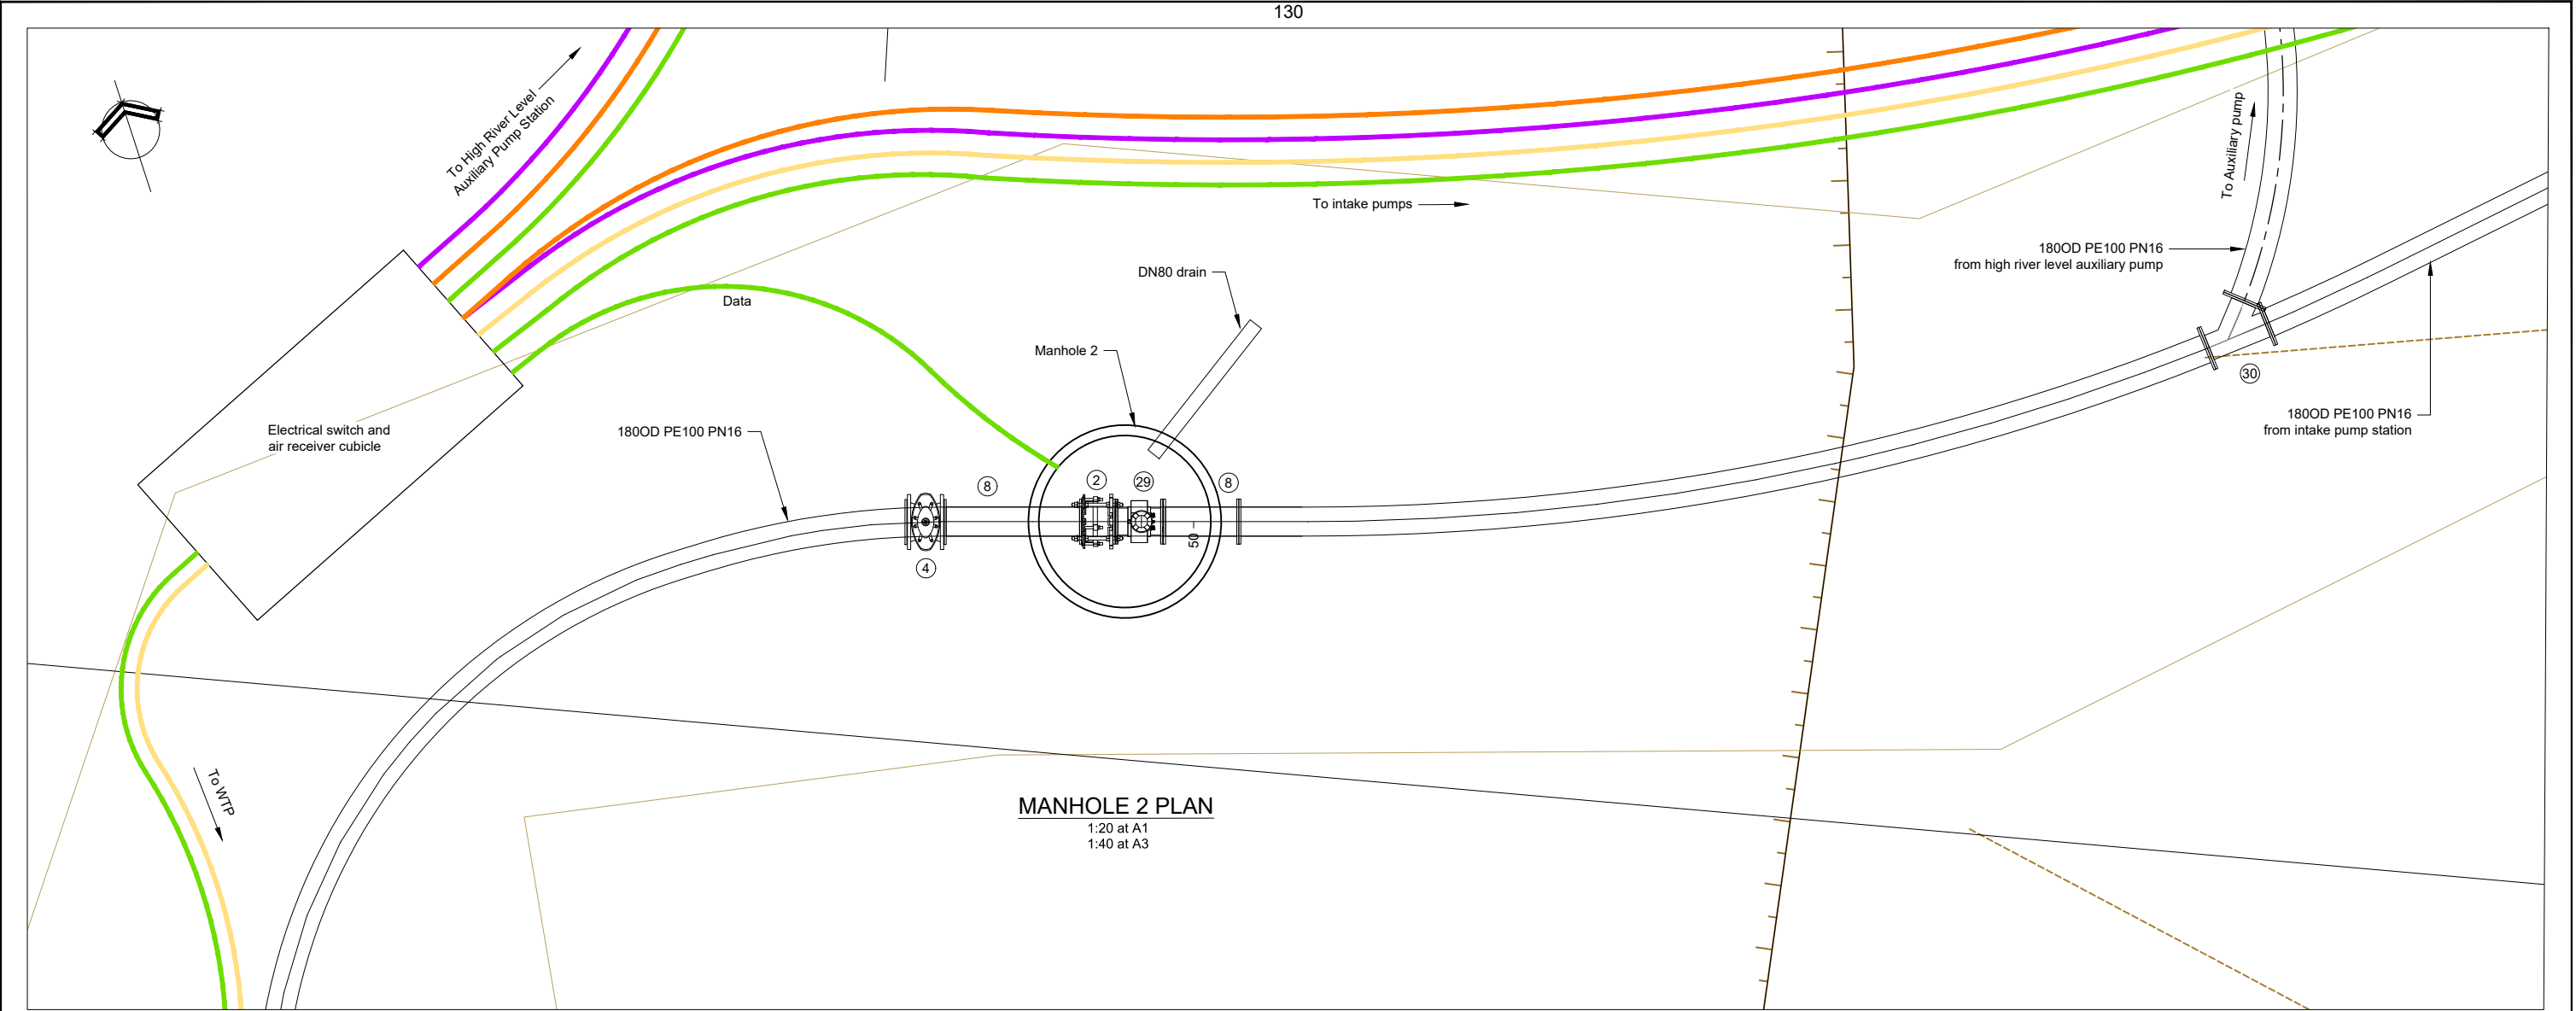 130
To High River Level
Auxiliary Pump Station
To intake pumps
To Auxiliary pump
180OD PE100 PN16
from high river level auxiliary pump
DN80 drain
Data
Manhole 2
30
180OD PE100 PN16
from intake pump station
Electrical switch and
air receiver cubicle
180OD PE100 PN16
8
2
29
8
50
4
To WTP
MANHOLE 2 PLAN
1:20 at A1
1:40 at A3